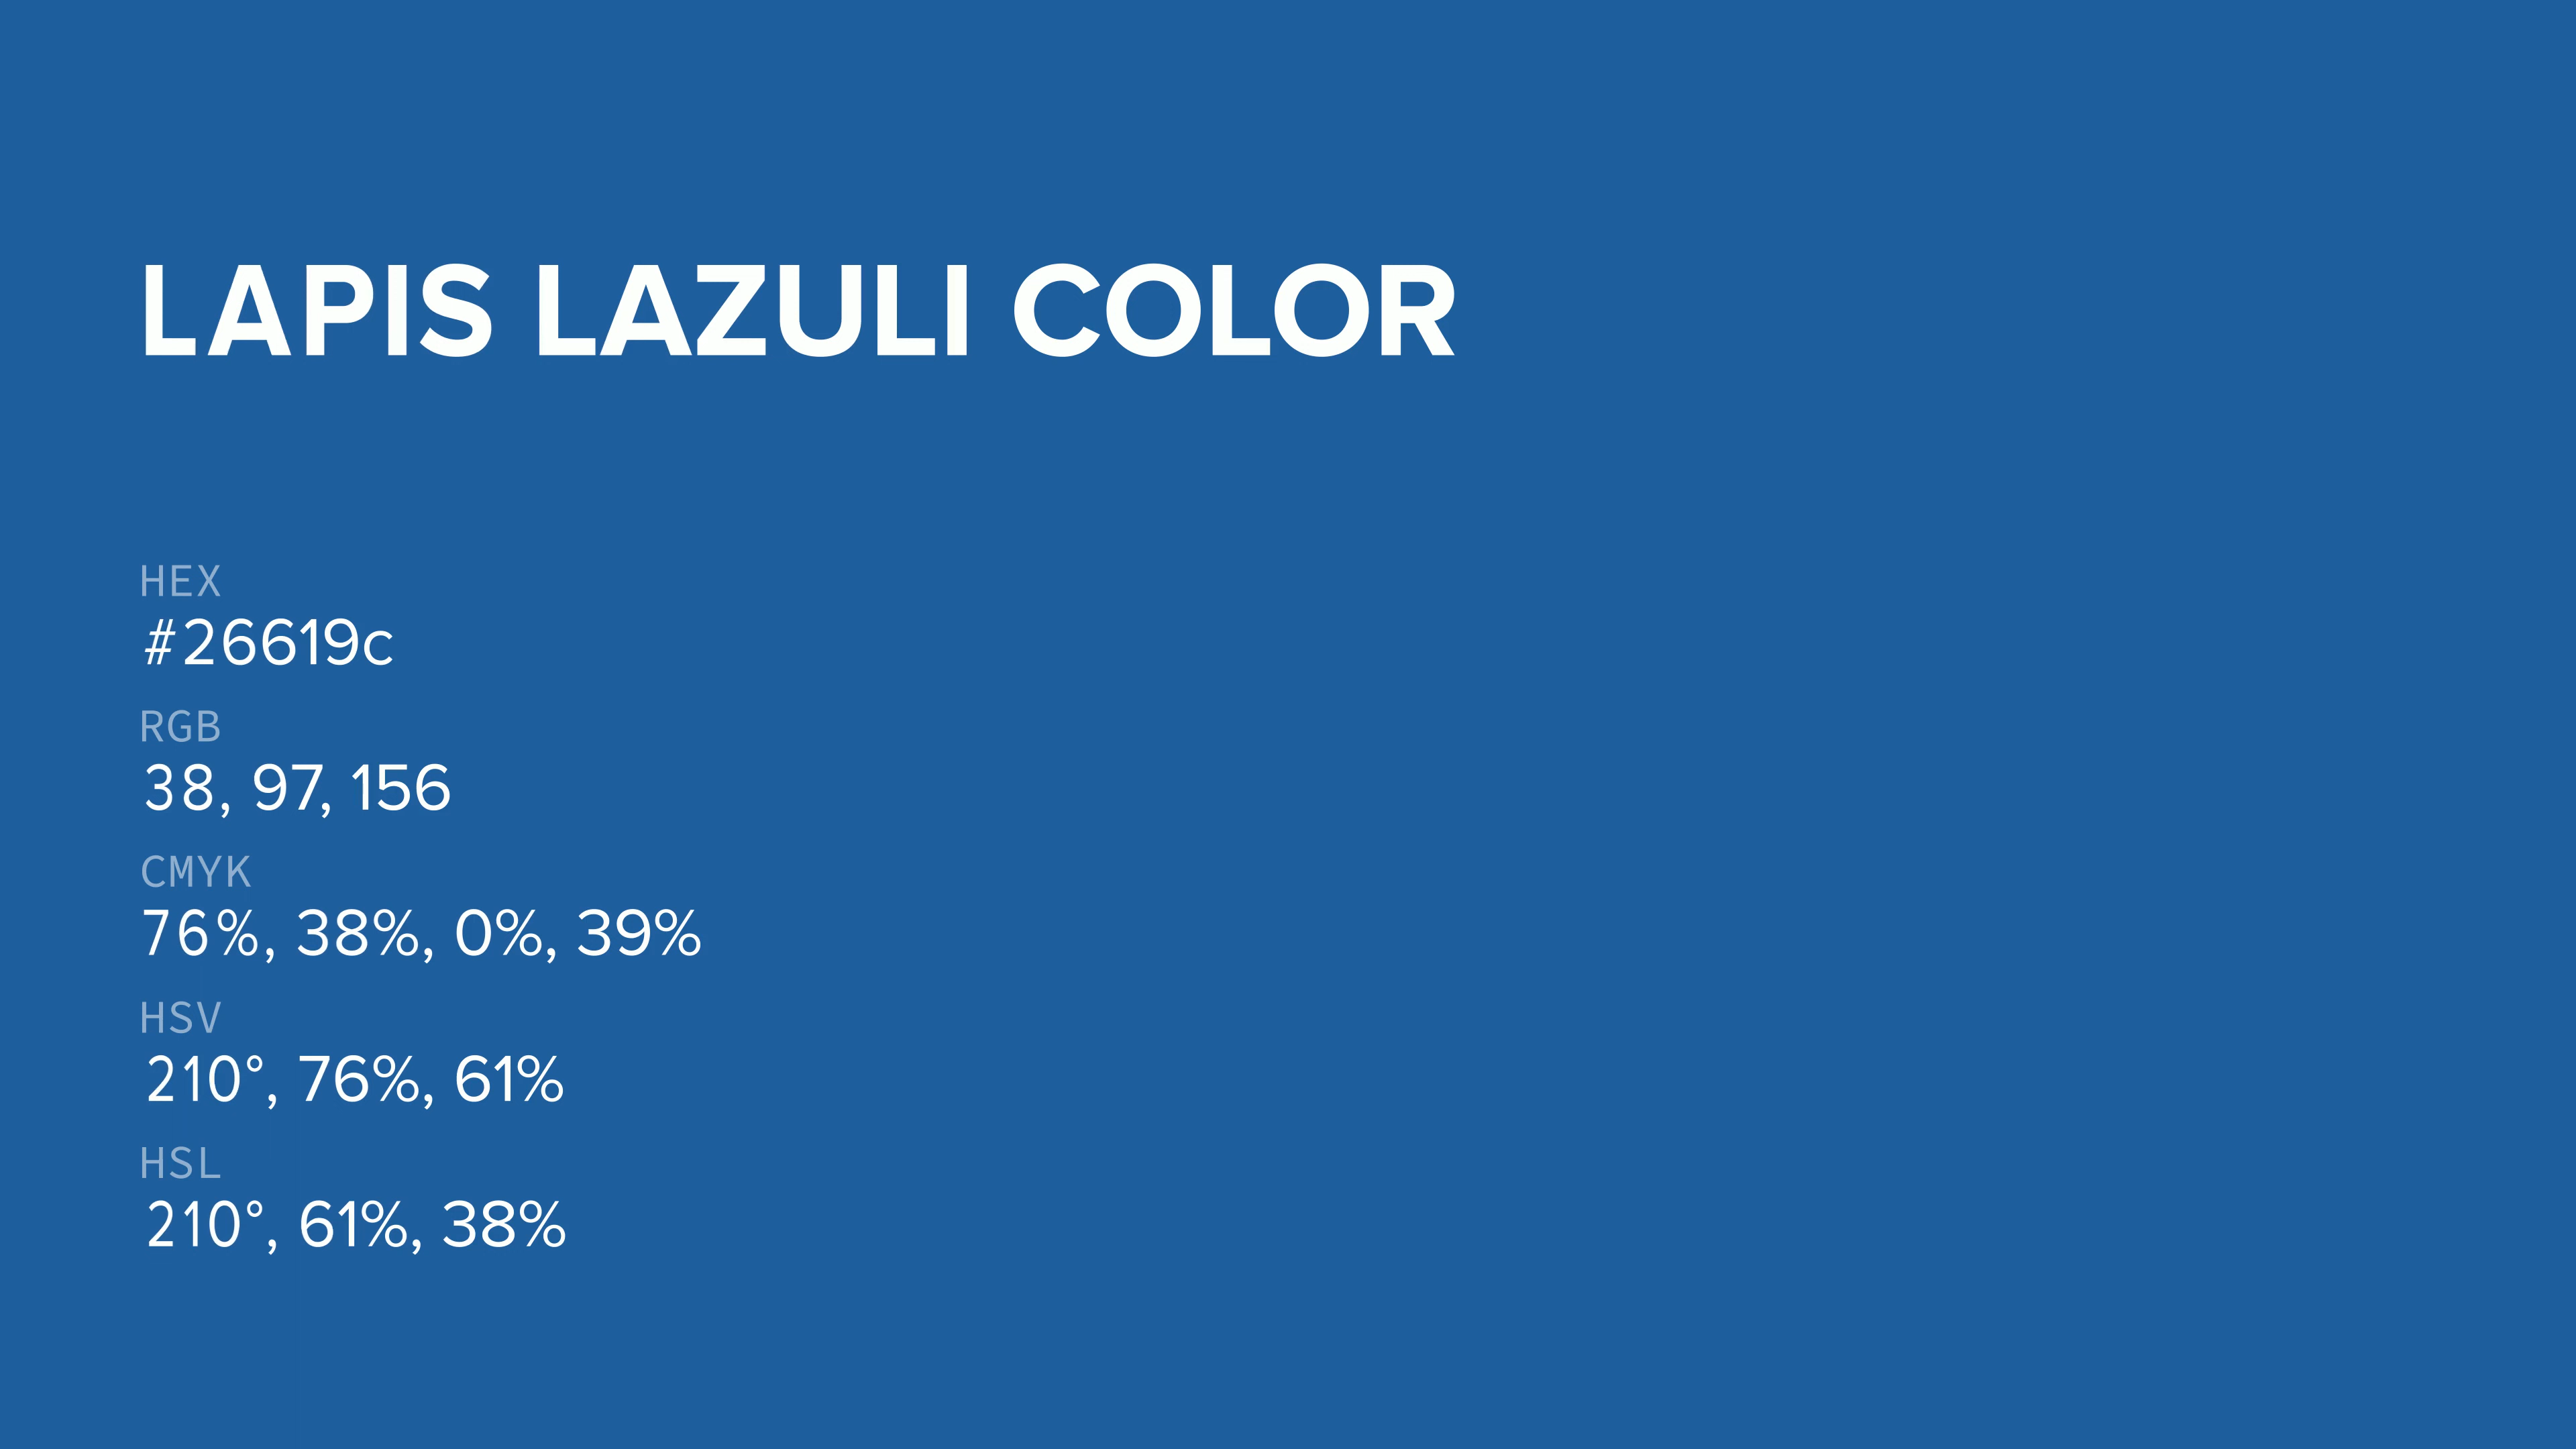 LAPIS LAZULI COLOR
HEX
#26619c
RGB
38, 97, 156
CMYK
76%, 38%, 0%, 39%
HSV
210°, 76%, 61%
HSL
210°, 61%, 38%